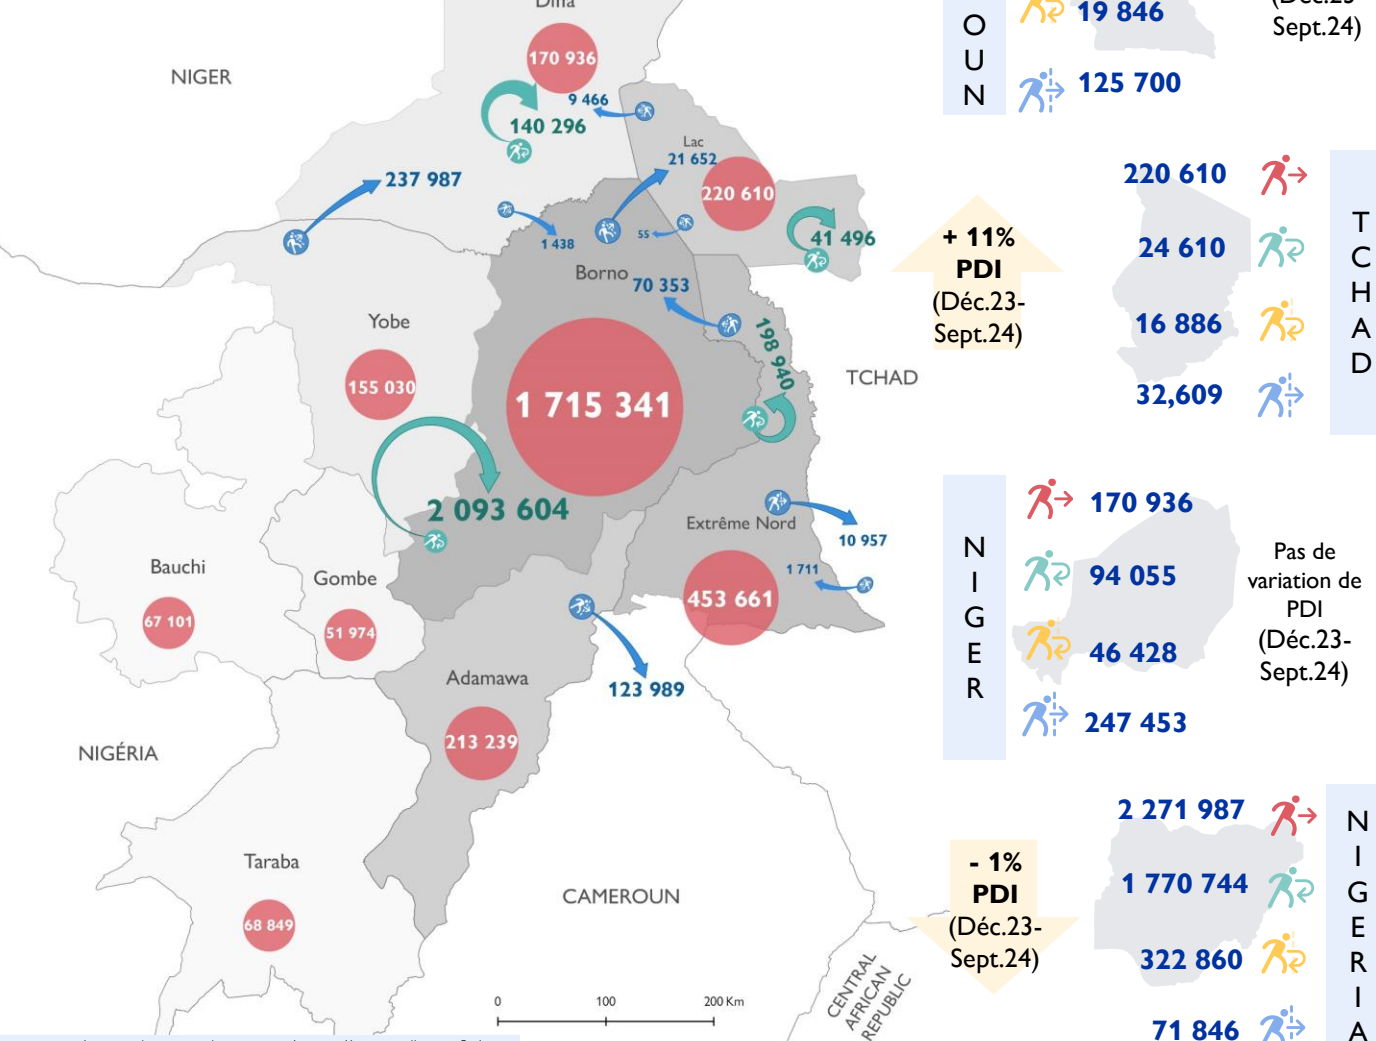 Diffa
NIGER
170 936
9 466
140 296
Lac
21 652
237 987
220 610
1 438
55
41 496
Borno
70 353
Yobe
198 940
155 030
TCHAD
1 715 341
2 093 604
Extrême Nord
10 957
Bauchi
Gombe
1 711
67 101
51 974
453 661
Adamawa
123 989
213 239
NIGÉRIA
Taraba
CAMEROUN
68 849
CENTRAL
AFRICAN
REPUBLIC
0 100 200 Km
O
U
N
19 846
125 700
(Déc.23-
Sept.24)
+ 11%
PDI
(Déc.23-
Sept.24)
220 610
24 610
16 886
32,609
T
C
H
A
D
N
I
G
E
R
170 936
94 055
46 428
247 453
Pas de
variation de
PDI
(Déc.23-
Sept.24)
- 1%
PDI
(Déc.23-
Sept.24)
2 271 987
1 770 744
322 860
71 846
N
I
G
E
R
I
A